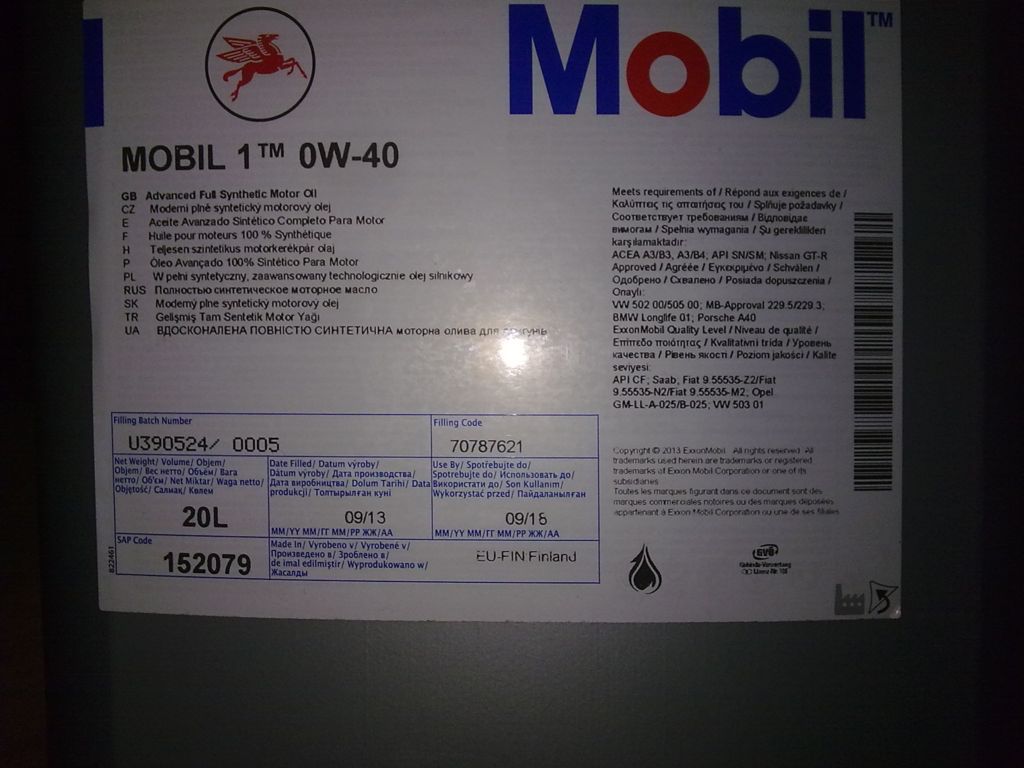 Mobil™
MOBIL 1™ 0W-40
GB Advanced Full Synthetic Motor Oil
CZ Moderní plně syntetický motorový olej
E Aceite Avanzado Sintético Completo Para Motor
F Huile pour moteurs 100 % Synthétique
H Teljesen szintetikus motorkerékpár olaj
P Óleo Avançado 100% Sintético Para Motor
PL W pełni syntetyczny, zaawansowany technologicznie olej silnikowy
RUS Полностью синтетическое моторное масло
SK Moderný plne syntetický motorový olej
TR Gelişmiş Tam Sentetik Motor Yağı
UA ВДОСКОНАЛЕНА ПОВНІСТЮ СИНТЕТИЧНА моторна олива для
Meets requirements of / Répond aux exigences de /
Καλύπτει τις απαιτήσεις του / Splňuje požadavky /
Соответствует требованиям / Відповідає
вимогам / Spełnia wymagania / Şu gereklilikleri
karşılamaktadır:
ACEA A3/B3, A3/B4; API SN/SM; Nissan GT-R
Approved / Agréée / Εγκεκριμένο / Schválen /
Одобрено / Схвалено / Posiada dopuszczenia /
Onaylı:
VW 502 00/505 00; MB-Approval 229.5/229.3;
BMW Longlife 01; Porsche A40
ExxonMobil Quality Level / Niveau de qualité /
Επίπεδο ποιότητας / Kvalitativní třída / Уровень
качества / Рівень якості / Poziom jakości / Kalite
seviyesi:
API CF; Saab; Fiat 9.55535-Z2/Fiat
9.55535-N2/Fiat 9.55535-M2; Opel
GM-LL-A-025/B-025; VW 503 01
Filling Batch Number
U390524/ 0005
Filling Code
70787621
Net Weight/ Volume/ Objem/
Objem/ Вес нетто/ Объём/ Вага
нетто/ Об'єм/ Net Miktar/ Waga netto/
Objętość/ Салмақ/ Көлем
20L
Date Filled/ Datum výroby/
Dátum výroby/ Дата производства/
Дата виробництва/ Dolum Tarihi/ Data
produkcji/ Толтырылған күні
09/13
MM/YY MM/ГГ MM/РР ЖЖ/АА
Use By/ Spotřebujte do/
Spotrebujte do/ Использовать до/
Використати до/ Son Kullanim/
Wykorzystać przed/ Пайдаланылған
09/18
MM/YY MM/ГГ MM/РР ЖЖ/АА
SAP Code
152079
Made In/ Vyrobeno v/ Vyrobené v/
Произведено в/ Зроблено в/
de imal edilmiştir/ Wyprodukowano w/
Жасалды
EU-FIN Finland
822461
Copyright © 2013 ExxonMobil. All rights reserved. All
trademarks used herein are trademarks or registered
trademarks of Exxon Mobil Corporation or one of its
subsidiaries
Toutes les marques figurant dans ce document sont des
marques commerciales notoires ou des marques déposées
appartenant à Exxon Mobil Corporation ou une de ses filiales
GVÖ
Gebinde-Verwertung